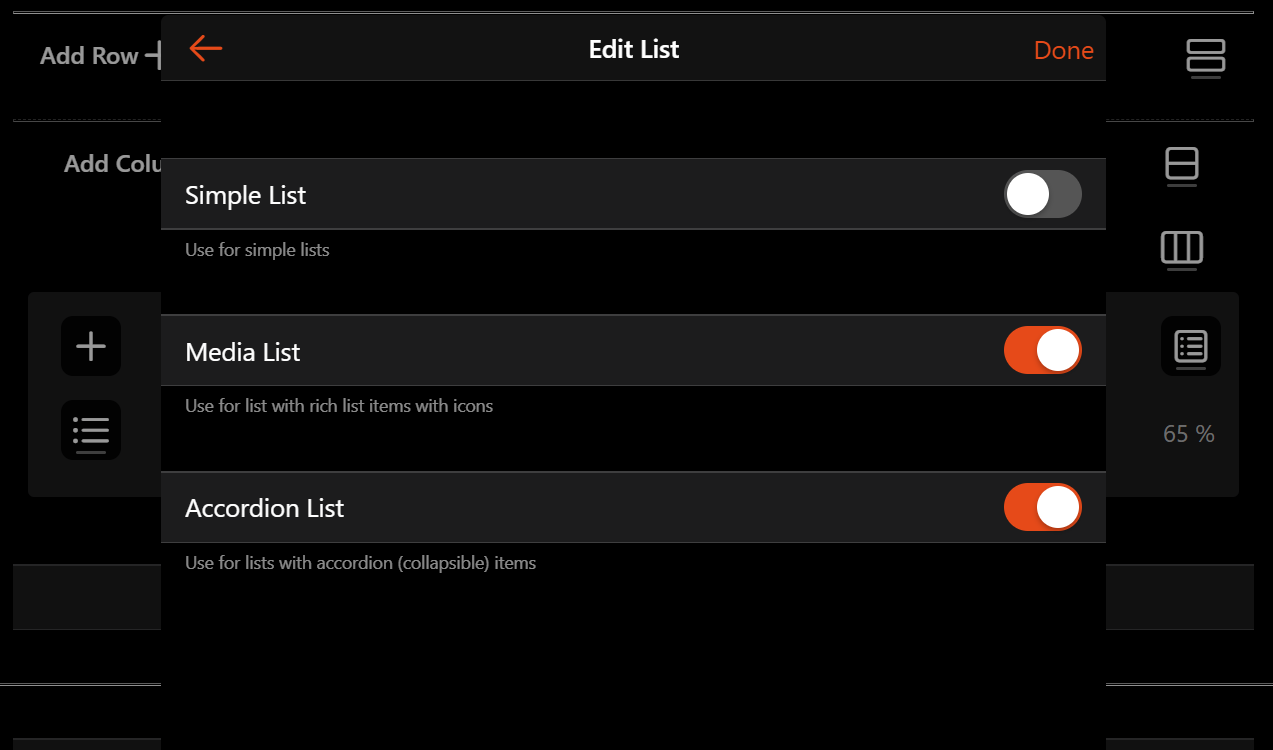 Edit List
Done
Add Row
Add Colu
Simple List
Use for simple lists
Media List
Use for list with rich list items with icons
65 %
Accordion List
Use for lists with accordion (collapsible) items